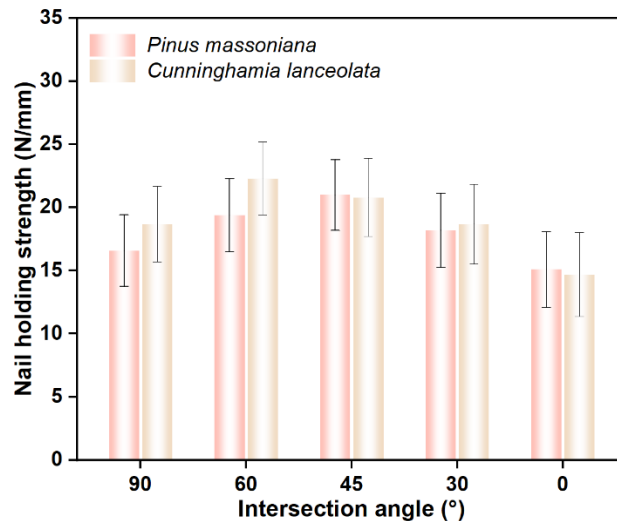 Nail holding strength (N/mm)
35
30
25
20
15
10
5
0
Pinus massoniana
Cunninghamia lanceolata
90 60 45 30 0
Intersection angle (°)